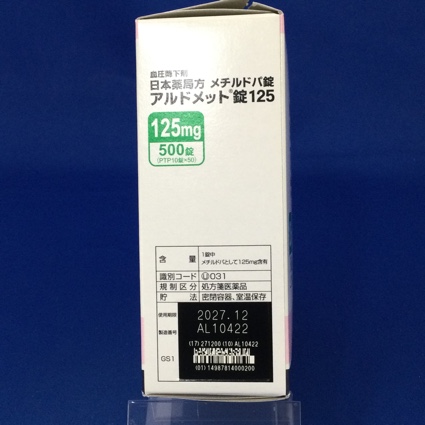 血圧降下剤
日本薬局方 メチルドパ錠
アルドメット®錠125
125mg
500錠
(PTP10錠×50)
含量 1錠中 メチルドパとして125mg含有
識別コード Ⓤ031
規制区分 処方箋医薬品
貯法 密閉容器、室温保存
使用期限 2027.12
製造番号 AL10422
(17) 271200 (10) AL10422
GS1
(01) 14987814000200